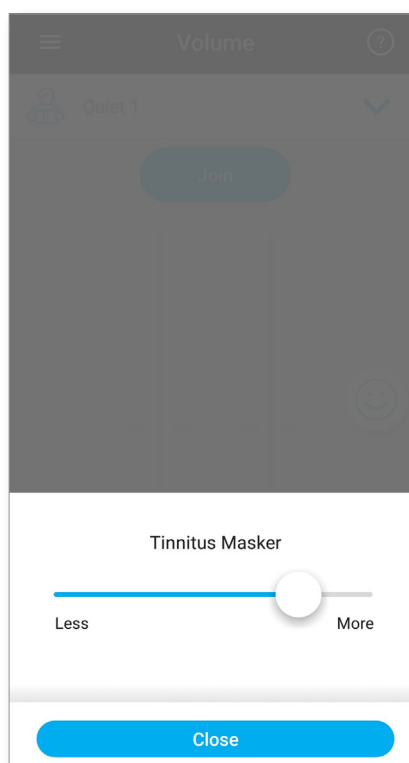 Volume
?
Quiet 1
Join
Tinnitus Masker
Less More
Close